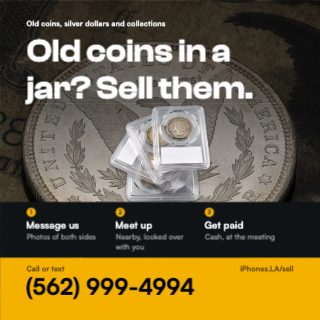 Old coins, silver dollars and collections
Old coins in a
jar? Sell them.
1
Message us
Photos of both sides
2
Meet up
Nearby, looked over
with you
3
Get paid
Cash, at the meeting
Call or text
(562) 999-4994
iPhones.LA/sell